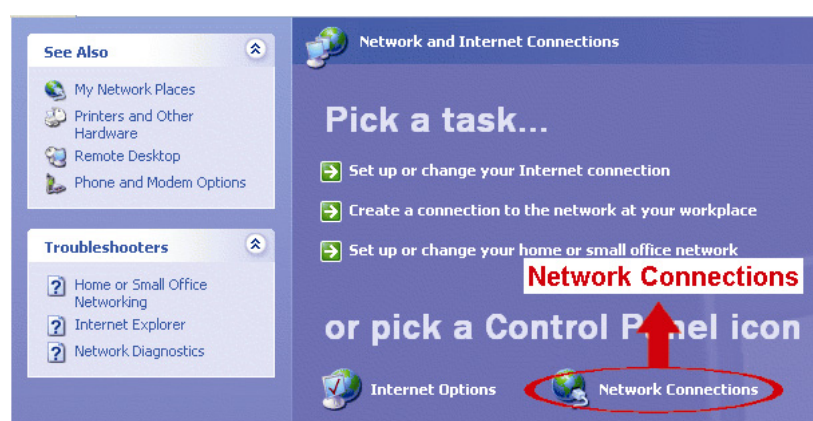 See Also
My Network Places
Printers and Other
Hardware
Remote Desktop
Phone and Modem Options
Troubleshooters
Home or Small Office
Networking
Internet Explorer
Network Diagnostics
Network and Internet Connections
Pick a task...
Set up or change your Internet connection
Create a connection to the network at your workplace
Set up or change your home or small office network
Network Connections
or pick a Control Panel icon
Internet Options
Network Connections